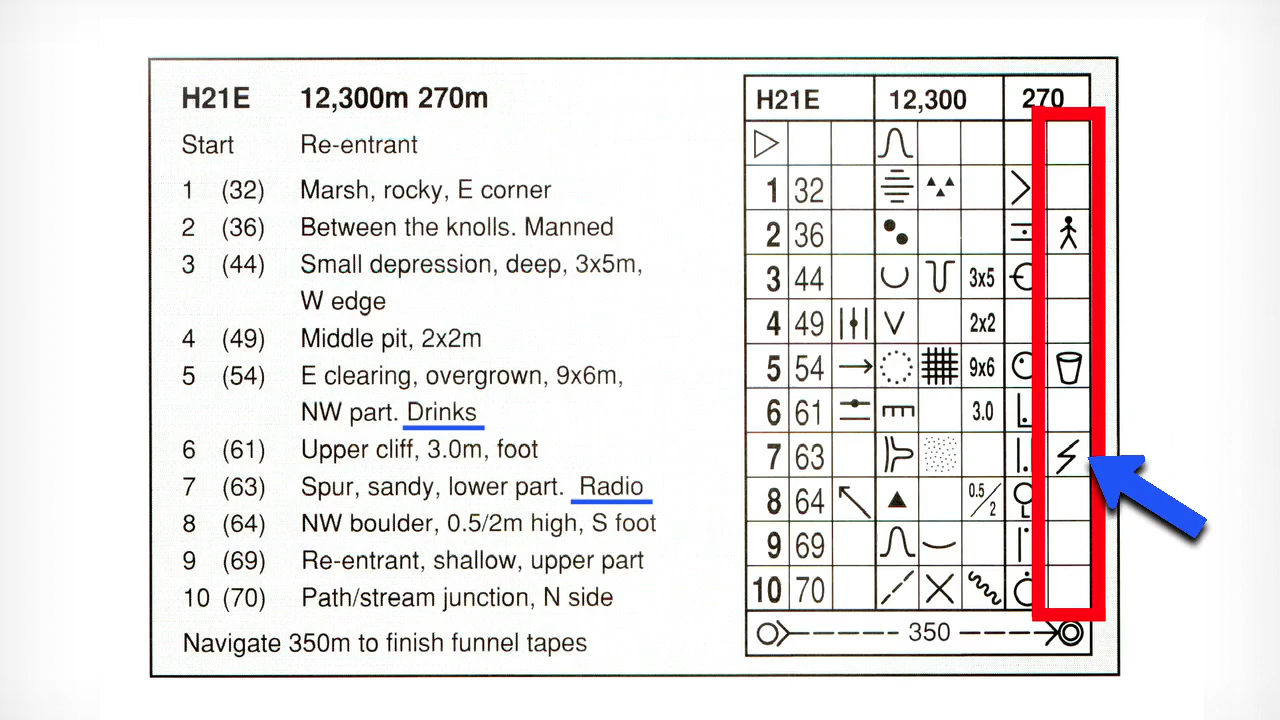 H21E 12,300m 270m
Start Re-entrant
1 (32) Marsh, rocky, E corner
2 (36) Between the knolls. Manned
3 (44) Small depression, deep, 3x5m,
W edge
4 (49) Middle pit, 2x2m
5 (54) E clearing, overgrown, 9x6m,
NW part. Drinks
6 (61) Upper cliff, 3.0m, foot
7 (63) Spur, sandy, lower part. Radio
8 (64) NW boulder, 0.5/2m high, S foot
9 (69) Re-entrant, shallow, upper part
10 (70) Path/stream junction, N side
Navigate 350m to finish funnel tapes
H21E 12,300 270
1 32
2 36
3 44 3x5
4 49 2x2
5 54 9x6
6 61 3.0
7 63
8 64 0.5/2
9 69
10 70
350